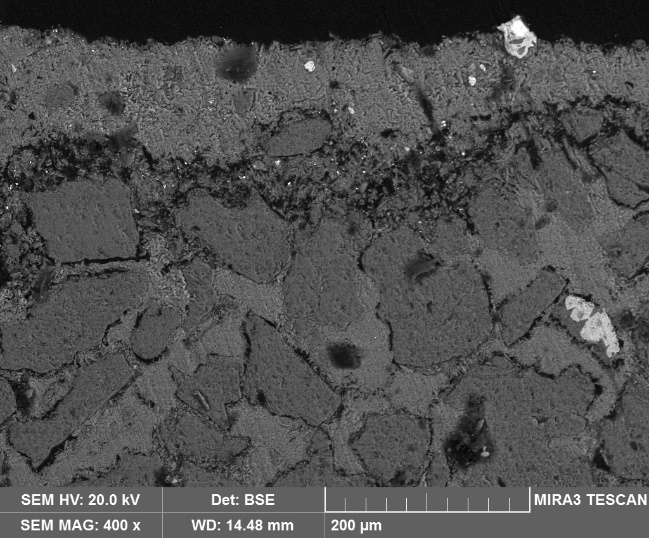 SEM HV: 20.0 kV Det: BSE MIRA3 TESCAN
SEM MAG: 400 x WD: 14.48 mm 200 µm